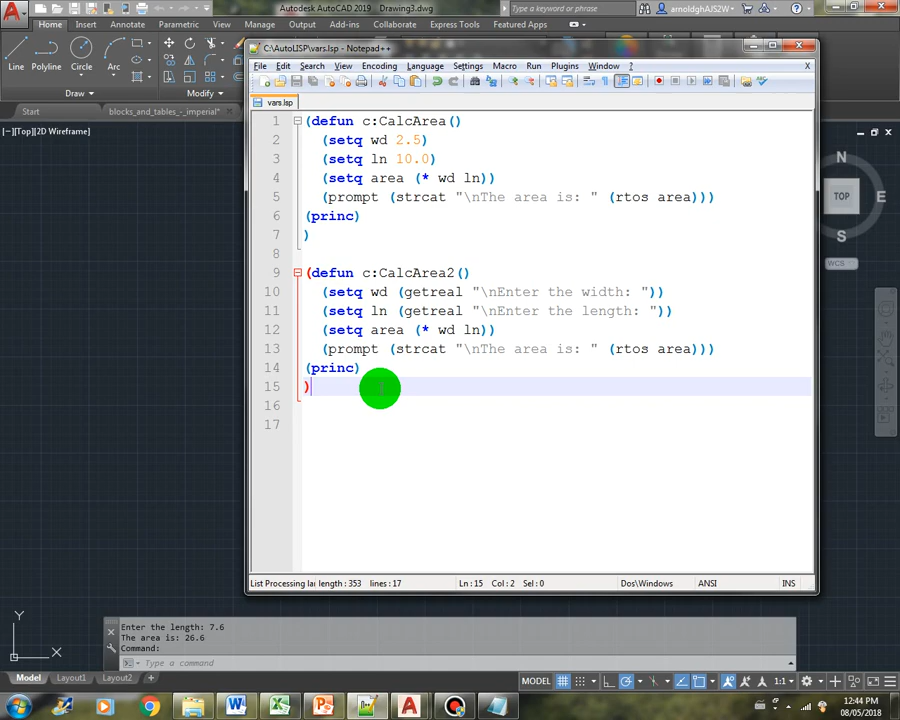 Autodesk AutoCAD 2019 Drawing3.dwg
Type a keyword or phrase
arnoldghAJS2W
Home Insert Annotate Parametric View Manage Output Add-ins Collaborate Express Tools Featured Apps
Line Polyline Circle Arc
Draw Modify
Start blocks_and_tables_-_imperial*
[−][Top][2D Wireframe]
C:\AutoLISP\vars.lsp - Notepad++
File Edit Search View Encoding Language Settings Macro Run Plugins Window ? X
vars.lsp
1 (defun c:CalcArea()
2 (setq wd 2.5)
3 (setq ln 10.0)
4 (setq area (* wd ln))
5 (prompt (strcat "\nThe area is: " (rtos area)))
6 (princ)
7 )
8
9 (defun c:CalcArea2()
10 (setq wd (getreal "\nEnter the width: "))
11 (setq ln (getreal "\nEnter the length: "))
12 (setq area (* wd ln))
13 (prompt (strcat "\nThe area is: " (rtos area)))
14 (princ)
15 )
16
17
List Processing lai length : 353 lines : 17 Ln : 15 Col : 2 Sel : 0 Dos\Windows ANSI INS
N
TOP E
S
WCS
Y
X
Enter the length: 7.6
The area is: 26.6
Command:
Type a command
Model Layout1 Layout2 +
MODEL 1:1
12:44 PM
08/05/2018